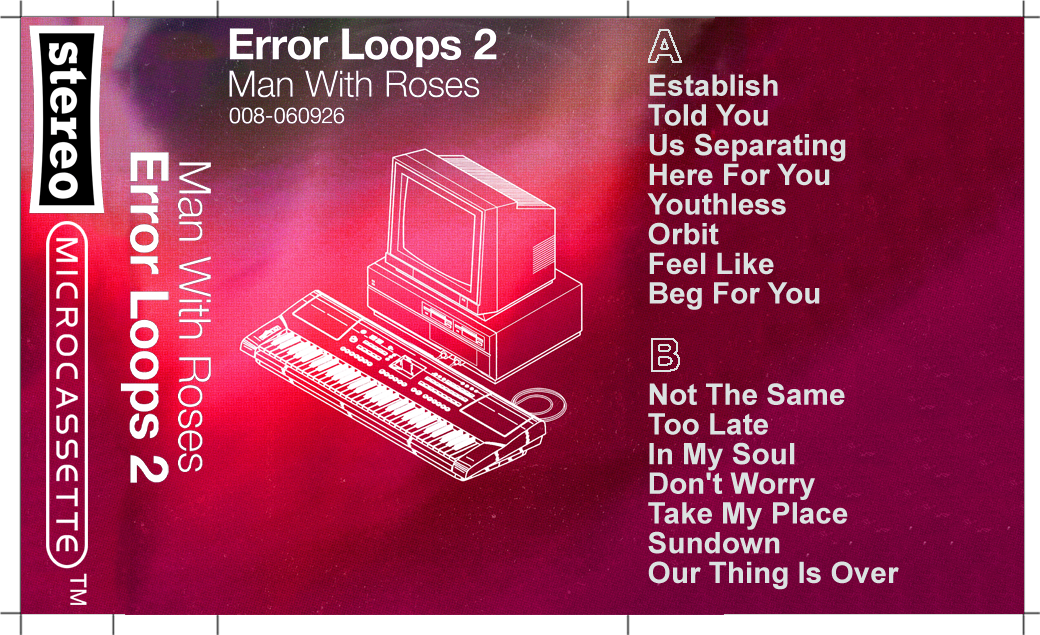 stereo
MICROCASSETTE
TM
Man With Roses
Error Loops 2
Error Loops 2
Man With Roses
008-060926
A
Establish
Told You
Us Separating
Here For You
Youthless
Orbit
Feel Like
Beg For You
B
Not The Same
Too Late
In My Soul
Don't Worry
Take My Place
Sundown
Our Thing Is Over